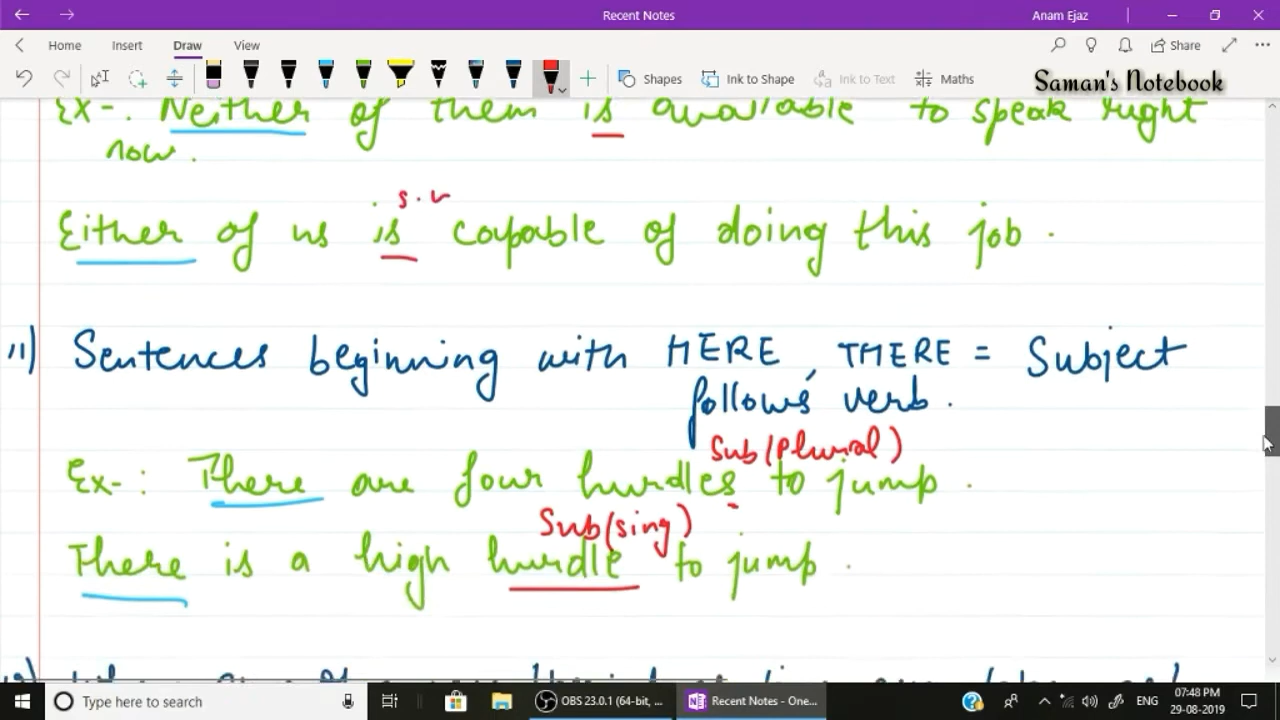 Recent Notes
Anam Ejaz
Home Insert Draw View
Share
Shapes
Ink to Shape
Ink to Text
Maths
Saman's Notebook
Ex-. Neither of them is available to speak right
now.
s.v
Either of us is capable of doing this job.
11) Sentences beginning with HERE, THERE = Subject
follows verb.
Sub(Plural)
Ex-: There are four hurdles to jump.
Sub(sing)
There is a high hurdle to jump.
Type here to search
OBS 23.0.1 (64-bit, ...
Recent Notes - One...
ENG
07:48 PM
29-08-2019